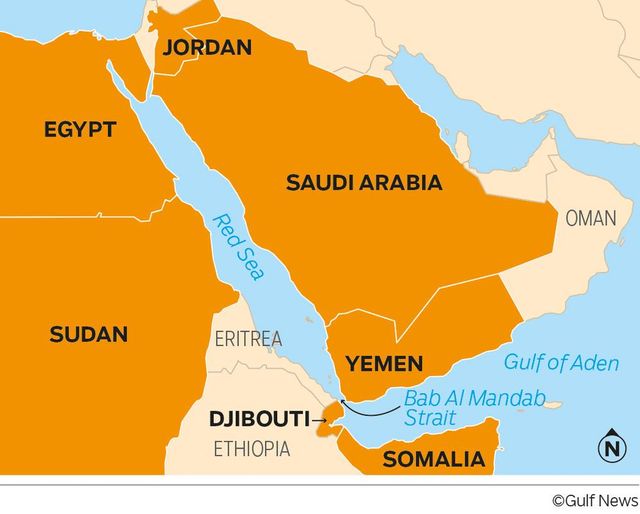 JORDAN
EGYPT
SAUDI ARABIA
OMAN
Red Sea
SUDAN
ERITREA
YEMEN
Gulf of Aden
Bab Al Mandab
Strait
DJIBOUTI
ETHIOPIA
SOMALIA
N
©Gulf News